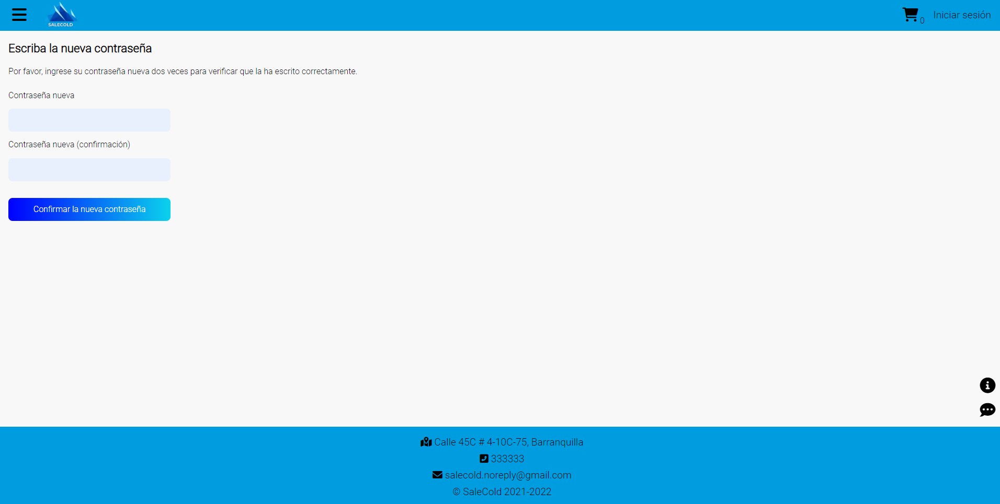 SALECOLD
0
Iniciar sesión
Escriba la nueva contraseña
Por favor, ingrese su contraseña nueva dos veces para verificar que la ha escrito correctamente.
Contraseña nueva
Contraseña nueva (confirmación)
Confirmar la nueva contraseña
Calle 45C # 4-10C-75, Barranquilla
333333
salecold.noreply@gmail.com
© SaleCold 2021-2022